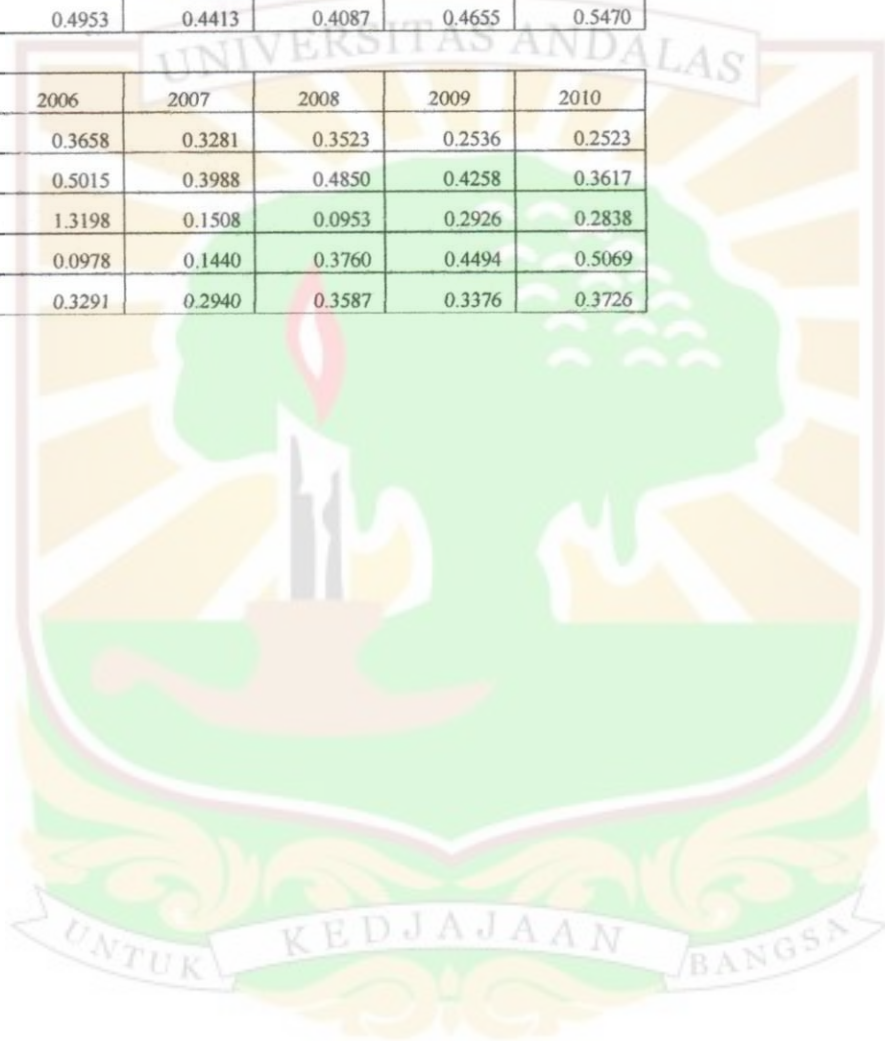 0.4953 0.4413 0.4087 0.4655 0.5470
UNIVERSITAS ANDALAS
2006 2007 2008 2009 2010
0.3658 0.3281 0.3523 0.2536 0.2523
0.5015 0.3988 0.4850 0.4258 0.3617
1.3198 0.1508 0.0953 0.2926 0.2838
0.0978 0.1440 0.3760 0.4494 0.5069
0.3291 0.2940 0.3587 0.3376 0.3726
UNTUK KEDJAJAAN BANGSA